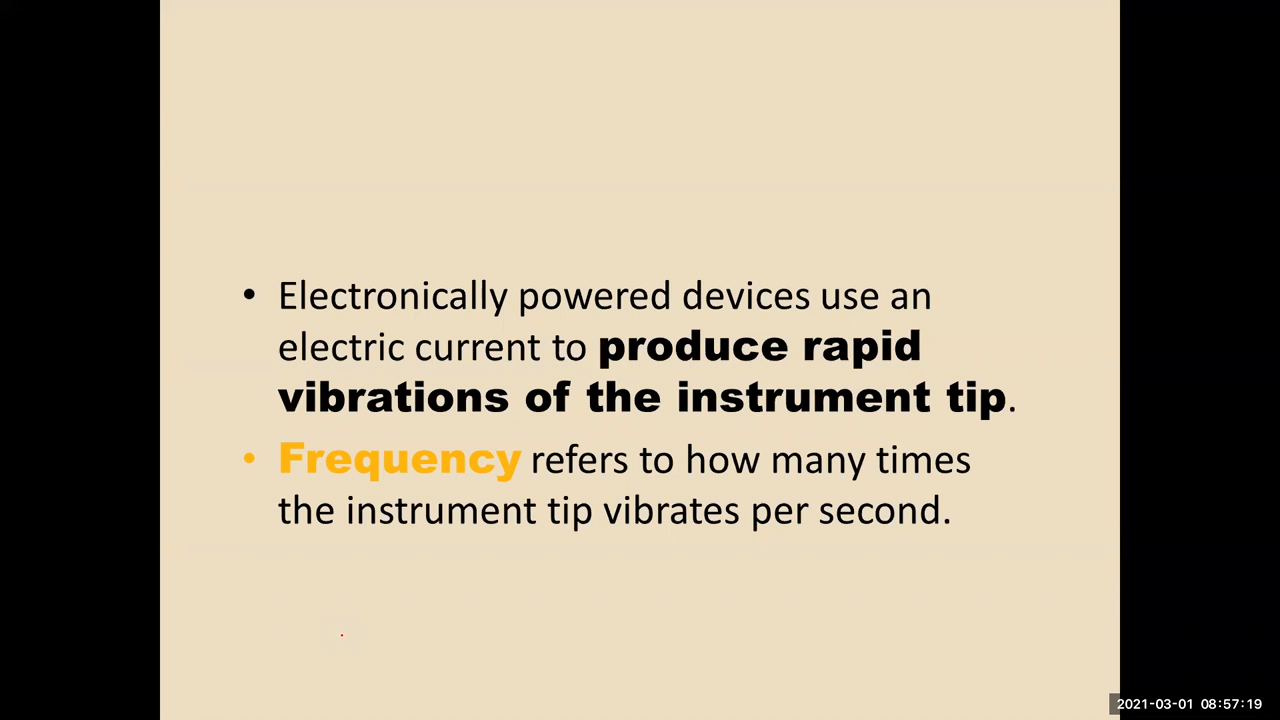 • Electronically powered devices use an
electric current to produce rapid
vibrations of the instrument tip.
• Frequency refers to how many times
the instrument tip vibrates per second.
2021-03-01 08:57:19